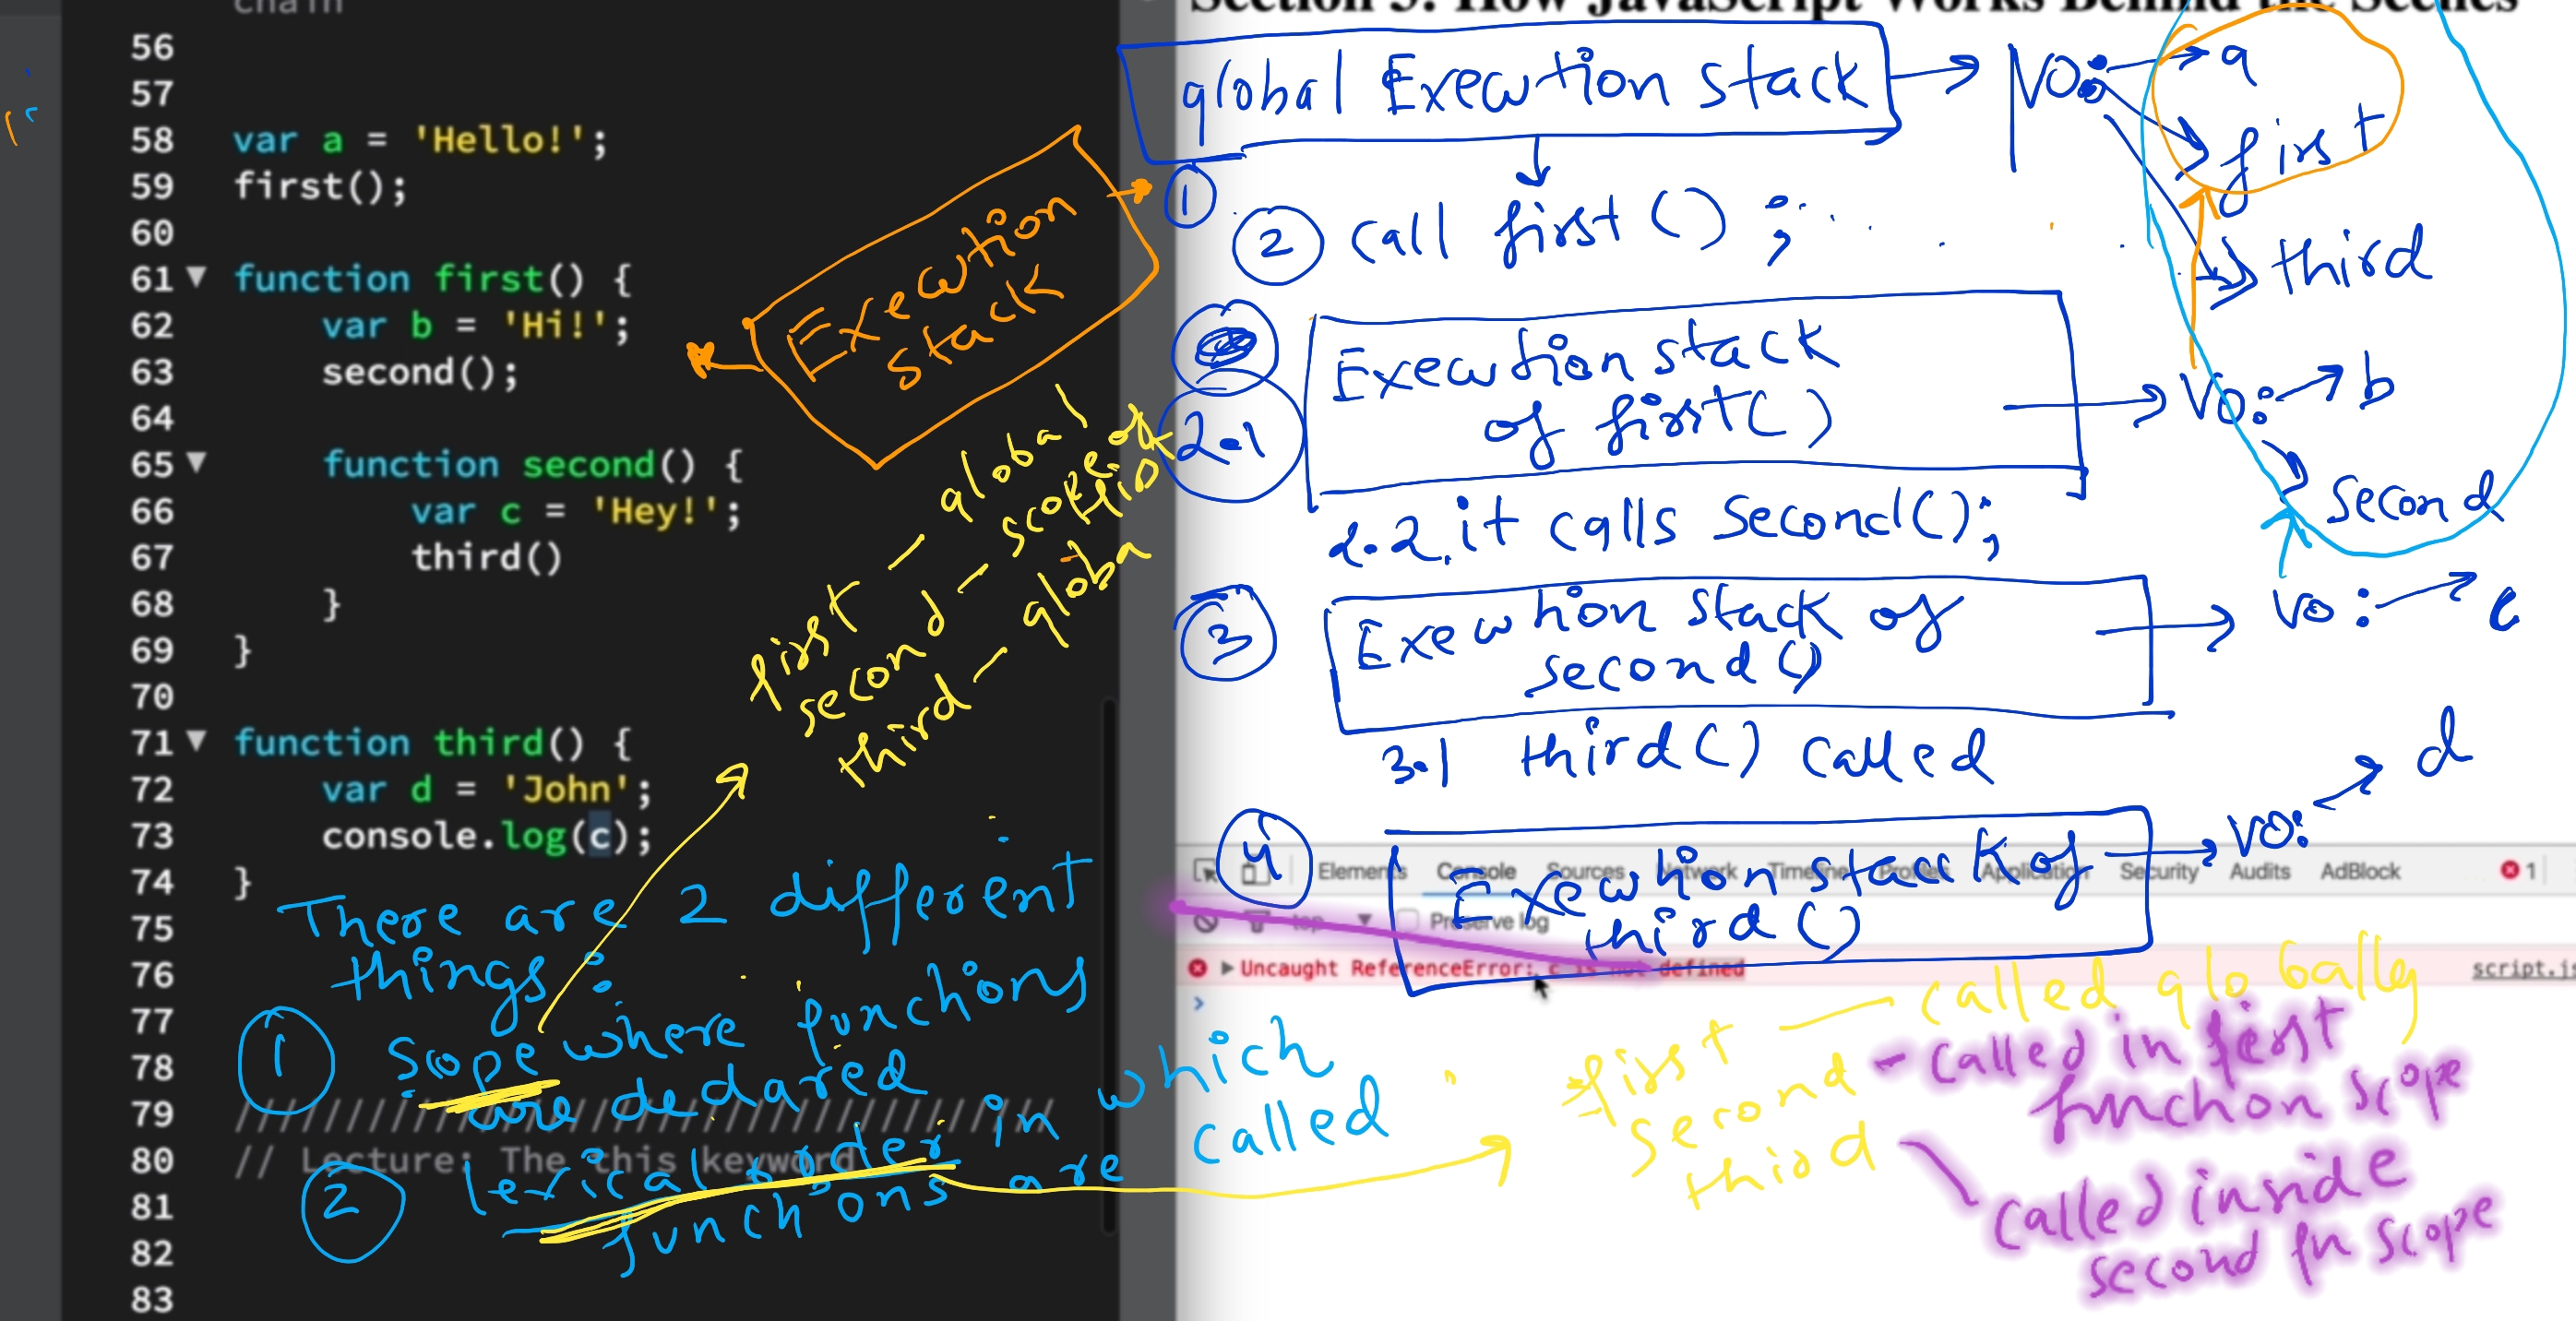 chain
56
57
58 var a = 'Hello!';
59 first();
60
61 ▼ function first() {
62 var b = 'Hi!';
63 second();
64
65 ▼ function second() {
66 var c = 'Hey!';
67 third()
68 }
69 }
70
71 ▼ function third() {
72 var d = 'John';
73 console.log(c);
74 }
75
76
77
78
79 ////////////////////////////////////
80 // Lecture: The this keyword
81
82
83
Execution
stack
first — global
second — scope of
third — globa
There are 2 different
things:
1 Scope where functions
are declared
2 lexical order in which
functions are called
Section 3: How JavaScript Works Behind the Scenes
global Execution stack → VO: a
first
third
1
2 call first();
2.1 Execution stack
of first() → VO: → b
second
2.2. it calls second();
3 Execution stack of
second() → VO: → c
3.1 third() called
4 Execution stack of
third() → VO: → d
Elements Console Sources Network Timeline Profiles Application Security Audits AdBlock 1
top ▼ Preserve log
▶ Uncaught ReferenceError: c is not defined script.js
>
first — called globally
second - called in first
function scope
third called inside
second fn scope